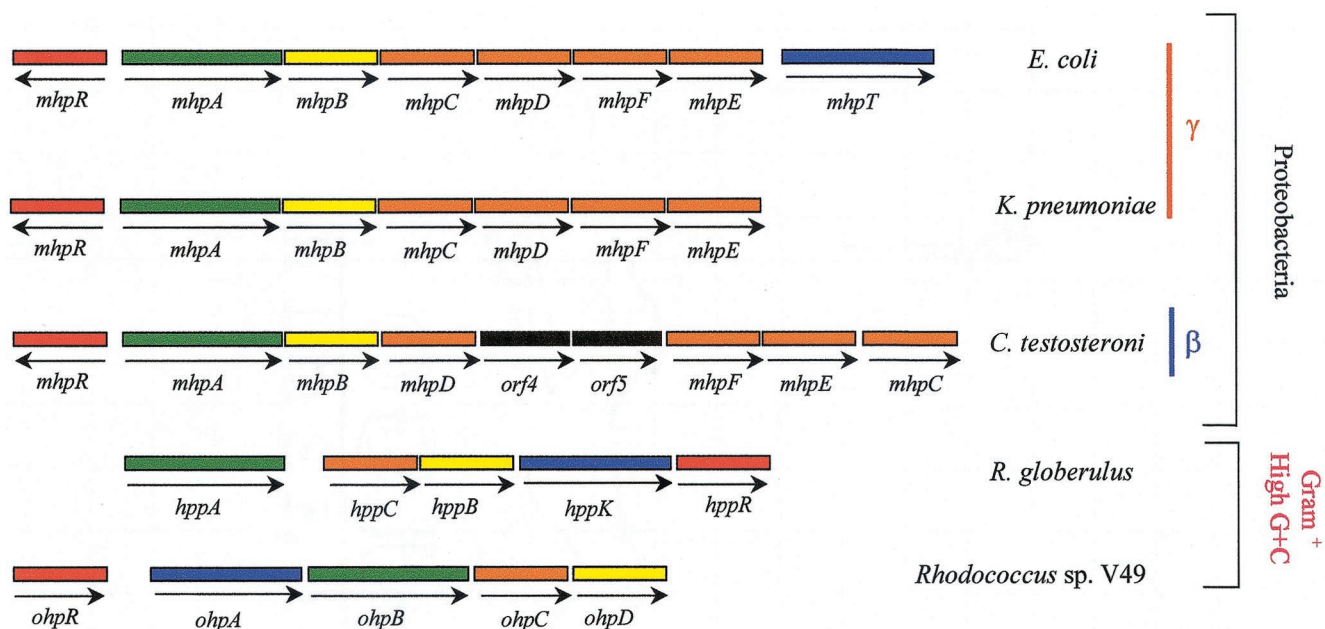 E. coli
mhpR mhpA mhpB mhpC mhpD mhpF mhpE mhpT
γ
K. pneumoniae
mhpR mhpA mhpB mhpC mhpD mhpF mhpE
Proteobacteria
C. testosteroni
β
mhpR mhpA mhpB mhpD orf4 orf5 mhpF mhpE mhpC
R. globerulus
hppA hppC hppB hppK hppR
Gram +
High G+C
Rhodococcus sp. V49
ohpR ohpA ohpB ohpC ohpD